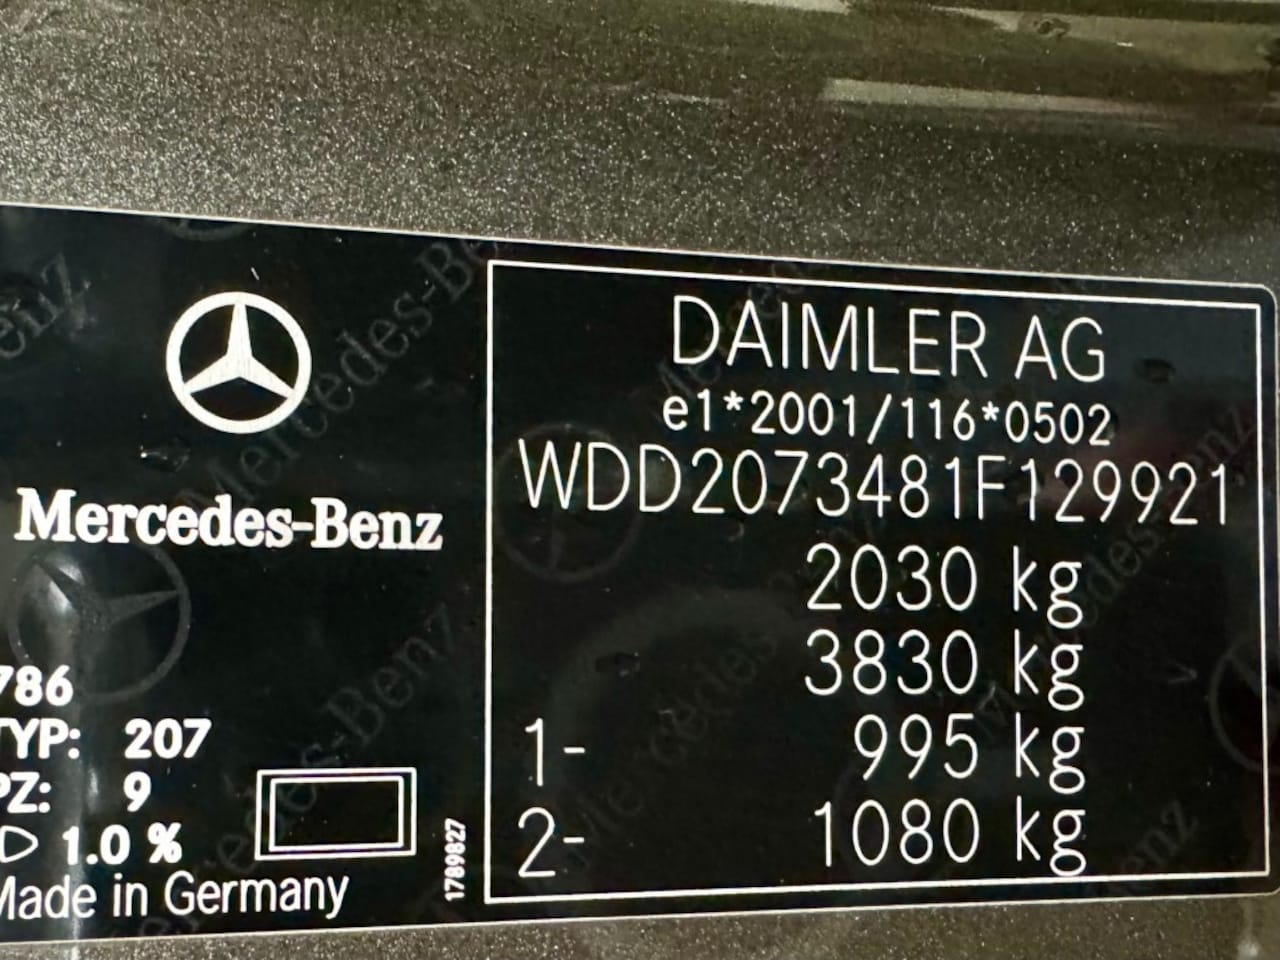 Mercedes-Benz
786
TYP: 207
PZ: 9
1.0 %
Made in Germany
1789827
DAIMLER AG
e1*2001/116*0502
WDD2073481F129921
2030 kg
3830 kg
1- 995 kg
2- 1080 kg